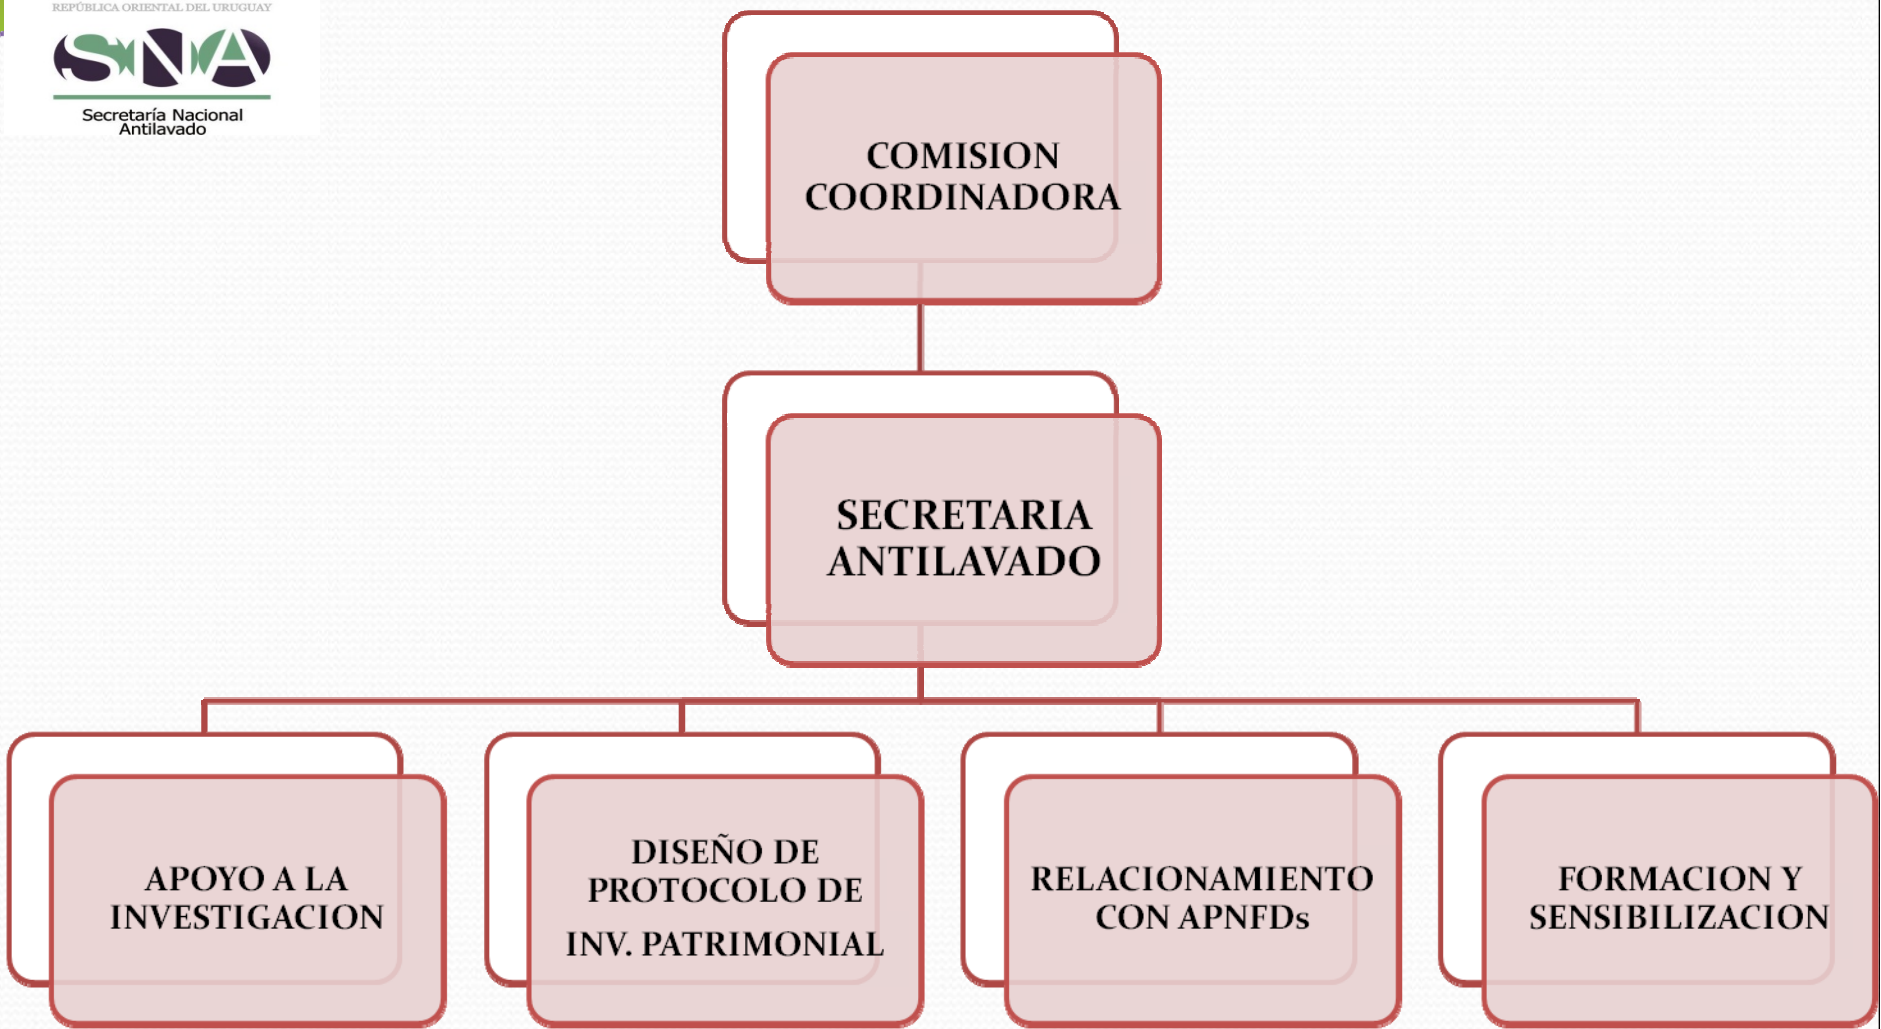 REPÚBLICA ORIENTAL DEL URUGUAY
SNA
Secretaría Nacional
Antilavado
COMISION
COORDINADORA
SECRETARIA
ANTILAVADO
APOYO A LA
INVESTIGACION
DISEÑO DE
PROTOCOLO DE
INV. PATRIMONIAL
RELACIONAMIENTO
CON APNFDs
FORMACION Y
SENSIBILIZACION